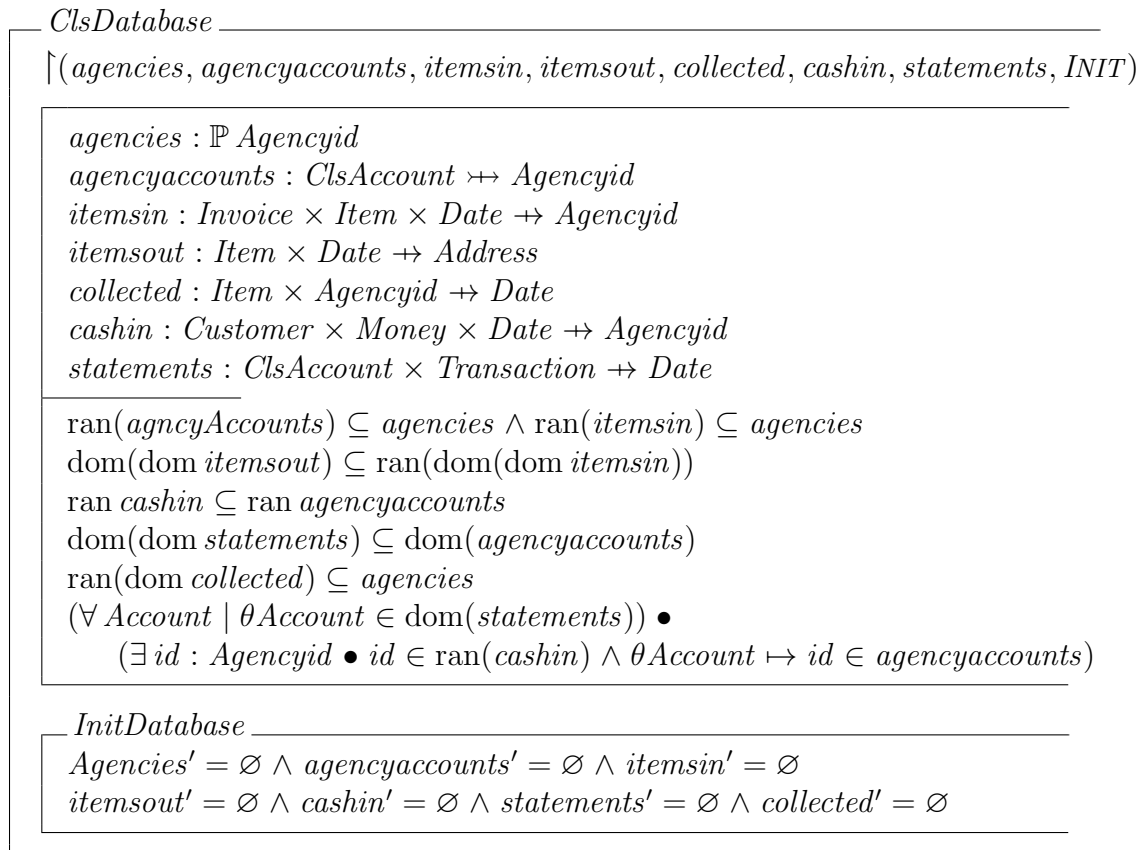 ClsDatabase
↾(agencies, agencyaccounts, itemsin, itemsout, collected, cashin, statements, INIT)
agencies : ℙ Agencyid
agencyaccounts : ClsAccount ⤔ Agencyid
itemsin : Invoice × Item × Date ⇸ Agencyid
itemsout : Item × Date ⇸ Address
collected : Item × Agencyid ⇸ Date
cashin : Customer × Money × Date ⇸ Agencyid
statements : ClsAccount × Transaction ⇸ Date
ran(agncyAccounts) ⊆ agencies ∧ ran(itemsin) ⊆ agencies
dom(dom itemsout) ⊆ ran(dom(dom itemsin))
ran cashin ⊆ ran agencyaccounts
dom(dom statements) ⊆ dom(agencyaccounts)
ran(dom collected) ⊆ agencies
(∀ Account | θAccount ∈ dom(statements)) •
(∃ id : Agencyid • id ∈ ran(cashin) ∧ θAccount ↦ id ∈ agencyaccounts)
InitDatabase
Agencies′ = ∅ ∧ agencyaccounts′ = ∅ ∧ itemsin′ = ∅
itemsout′ = ∅ ∧ cashin′ = ∅ ∧ statements′ = ∅ ∧ collected′ = ∅